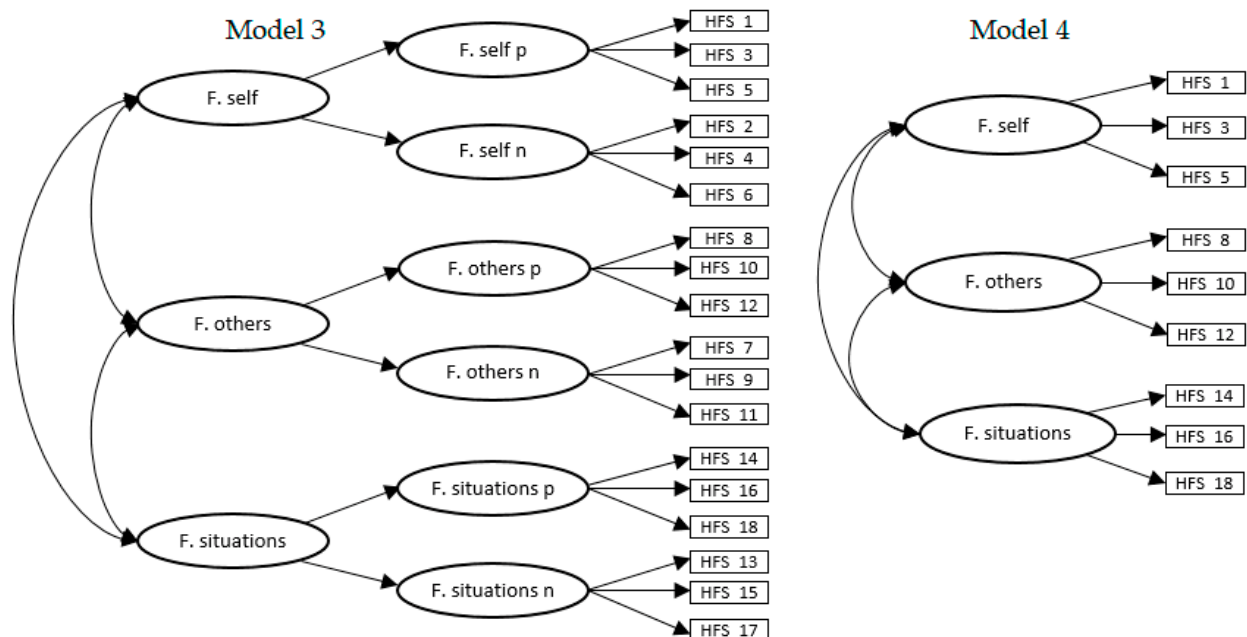 Model 3
F. self
F. self p
HFS 1
HFS 3
HFS 5
F. self n
HFS 2
HFS 4
HFS 6
F. others
F. others p
HFS 8
HFS 10
HFS 12
F. others n
HFS 7
HFS 9
HFS 11
F. situations
F. situations p
HFS 14
HFS 16
HFS 18
F. situations n
HFS 13
HFS 15
HFS 17
Model 4
F. self
HFS 1
HFS 3
HFS 5
F. others
HFS 8
HFS 10
HFS 12
F. situations
HFS 14
HFS 16
HFS 18